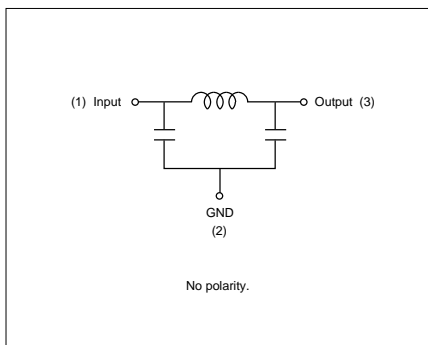 (1) Input Output (3)
GND
(2)
No polarity.